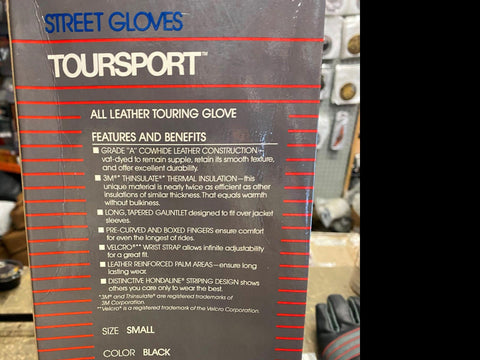 STREET GLOVES
TOURSPORT™
ALL LEATHER TOURING GLOVE
FEATURES AND BENEFITS
■ GRADE "A" COWHIDE LEATHER CONSTRUCTION—
vat-dyed to remain supple, retain its smooth texture,
and offer excellent durability.
■ 3M®* THINSULATE®* THERMAL INSULATION—this
unique material is nearly twice as efficient as other
insulations of similar thickness. That equals warmth
without bulkiness.
■ LONG, TAPERED GAUNTLET designed to fit over jacket
sleeves.
■ PRE-CURVED AND BOXED FINGERS ensure comfort
for even the longest of rides.
■ VELCRO®** WRIST STRAP allows infinite adjustability
for a great fit.
■ LEATHER REINFORCED PALM AREAS—ensure long
lasting wear.
■ DISTINCTIVE HONDALINE® STRIPING DESIGN shows
others you care only to wear the best.
*3M® and Thinsulate® are registered trademarks of
3M Corporation.
**Velcro® is a registered trademark of the Velcro Corporation.
SIZE SMALL
COLOR BLACK